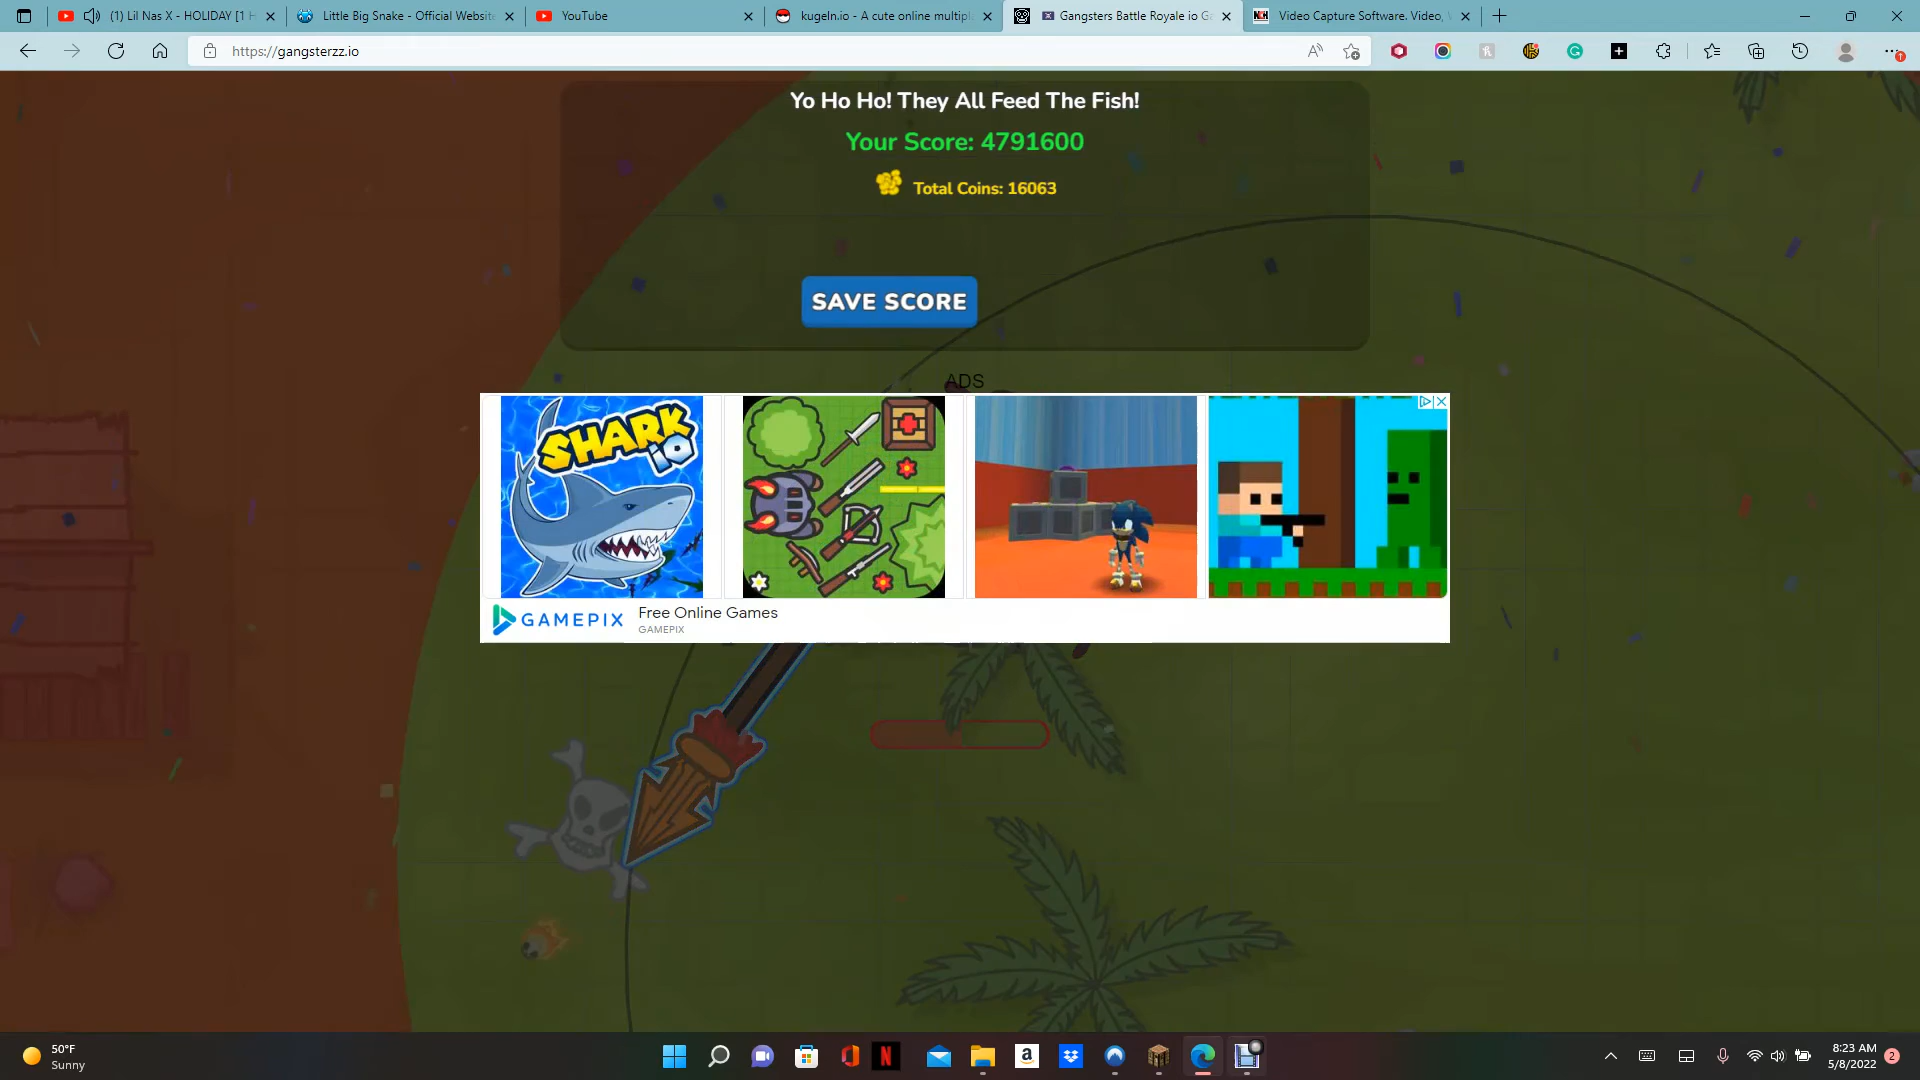 (1) Lil Nas X - HOLIDAY [1 H
Little Big Snake - Official Website
YouTube
kugeln.io - A cute online multipl
Gangsters Battle Royale io Ga
Video Capture Software. Video,
https://gangsterzz.io
Yo Ho Ho! They All Feed The Fish!
Your Score: 4791600
Total Coins: 16063
SAVE SCORE
ADS
SHARK
io
GAMEPIX
Free Online Games
GAMEPIX
50°F
Sunny
8:23 AM
5/8/2022
2